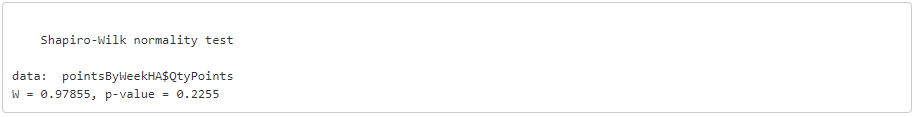 Shapiro-Wilk normality test
data:  pointsByWeekHA$QtyPoints
W = 0.97855, p-value = 0.2255